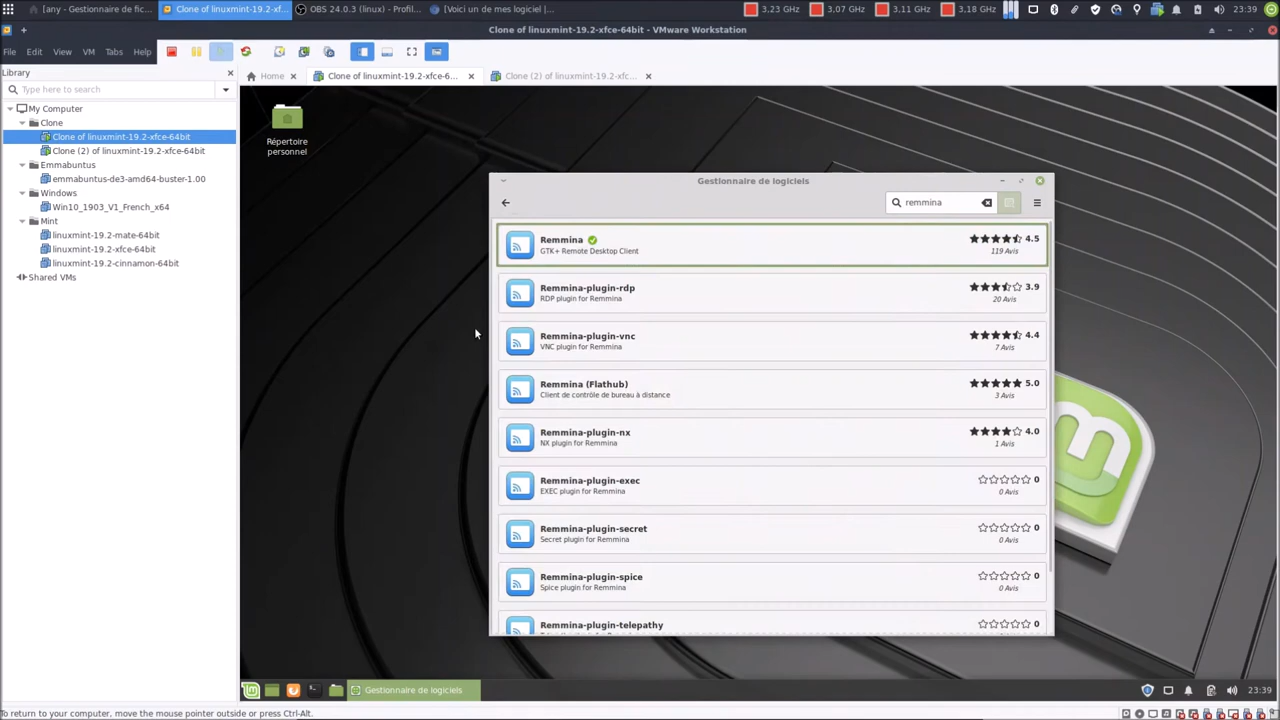 [any - Gestionnaire de fic...
Clone of linuxmint-19.2-xf...
OBS 24.0.3 (linux) - Profil...
[Voici un de mes logiciel |...
3.23 GHz
3.07 GHz
3.11 GHz
3.18 GHz
23:39
Clone of linuxmint-19.2-xfce-64bit - VMware Workstation
File Edit View VM Tabs Help
Library
Home
Clone of linuxmint-19.2-xfce-6...
Clone (2) of linuxmint-19.2-xfc...
Type here to search
My Computer
Clone
Clone of linuxmint-19.2-xfce-64bit
Clone (2) of linuxmint-19.2-xfce-64bit
Emmabuntus
emmabuntus-de3-amd64-buster-1.00
Windows
Win10_1903_V1_French_x64
Mint
linuxmint-19.2-mate-64bit
linuxmint-19.2-xfce-64bit
linuxmint-19.2-cinnamon-64bit
Shared VMs
Répertoire
personnel
Gestionnaire de logiciels
remmina
Remmina
4.5
GTK+ Remote Desktop Client
119 Avis
Remmina-plugin-rdp
3.9
RDP plugin for Remmina
20 Avis
Remmina-plugin-vnc
4.4
VNC plugin for Remmina
7 Avis
Remmina (Flathub)
5.0
Client de contrôle de bureau à distance
3 Avis
Remmina-plugin-nx
4.0
NX plugin for Remmina
1 Avis
Remmina-plugin-exec
0
EXEC plugin for Remmina
0 Avis
Remmina-plugin-secret
0
Secret plugin for Remmina
0 Avis
Remmina-plugin-spice
0
Spice plugin for Remmina
0 Avis
Remmina-plugin-telepathy
0
Gestionnaire de logiciels
23:39
To return to your computer, move the mouse pointer outside or press Ctrl-Alt.